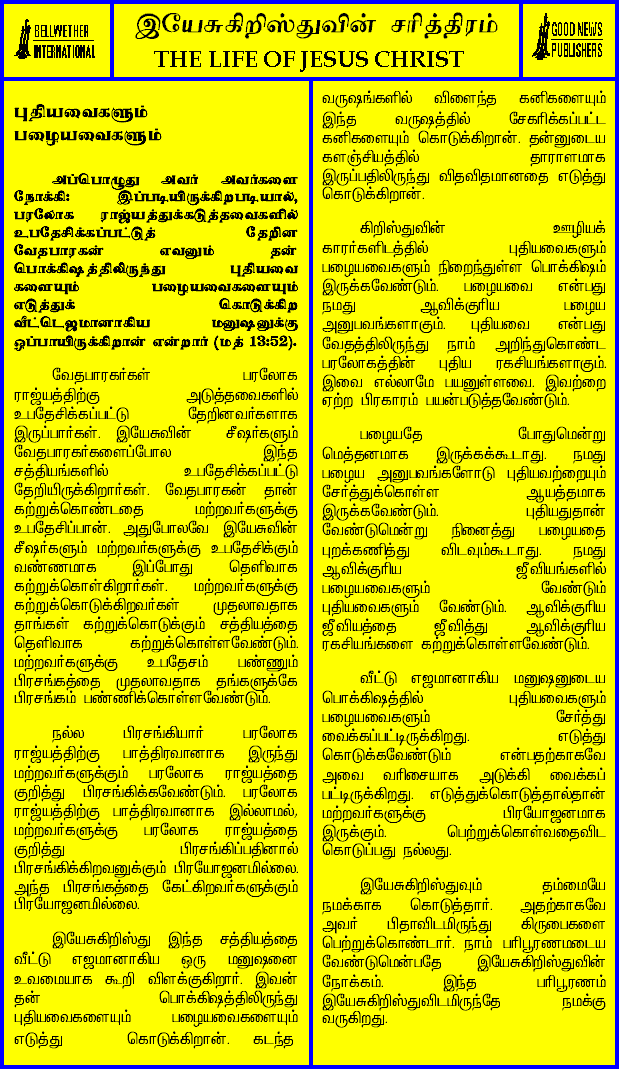 BELLWETHER
INTERNATIONAL
இயேசுகிறிஸ்துவின் சரித்திரம்
THE LIFE OF JESUS CHRIST
GOOD NEWS
PUBLISHERS
புதியவைகளும்
பழையவைகளும்
அப்பொழுது அவர் அவர்களை
நோக்கி: இப்படியிருக்கிறபடியால்,
பரலோக ராஜ்யத்துக்கடுத்தவைகளில்
உபதேசிக்கப்பட்டுத் தேறின
வேதபாரகன் எவனும் தன்
பொக்கிஷத்திலிருந்து புதியவை
களையும் பழையவைகளையும்
எடுத்துக் கொடுக்கிற
வீட்டெஜமானாகிய மனுஷனுக்கு
ஒப்பாயிருக்கிறான் என்றார் (மத் 13:52).
வேதபாரகர்கள் பரலோக
ராஜ்யத்திற்கு அடுத்தவைகளில்
உபதேசிக்கப்பட்டு தேறினவர்களாக
இருப்பார்கள். இயேசுவின் சீஷர்களும்
வேதபாரகர்களைப்போல இந்த
சத்தியங்களில் உபதேசிக்கப்பட்டு
தேறியிருக்கிறார்கள். வேதபாரகன் தான்
கற்றுக்கொண்டதை மற்றவர்களுக்கு
உபதேசிப்பான். அதுபோலவே இயேசுவின்
சீஷர்களும் மற்றவர்களுக்கு உபதேசிக்கும்
வண்ணமாக இப்போது தெளிவாக
கற்றுக்கொள்கிறார்கள். மற்றவர்களுக்கு
கற்றுக்கொடுக்கிறவர்கள் முதலாவதாக
தாங்கள் கற்றுக்கொடுக்கும் சத்தியத்தை
தெளிவாக கற்றுக்கொள்ளவேண்டும்.
மற்றவர்களுக்கு உபதேசம் பண்ணும்
பிரசங்கத்தை முதலாவதாக தங்களுக்கே
பிரசங்கம் பண்ணிக்கொள்ளவேண்டும்.
நல்ல பிரசங்கியார் பரலோக
ராஜ்யத்திற்கு பாத்திரவானாக இருந்து
மற்றவர்களுக்கும் பரலோக ராஜ்யத்தை
குறித்து பிரசங்கிக்கவேண்டும். பரலோக
ராஜ்யத்திற்கு பாத்திரவானாக இல்லாமல்,
மற்றவர்களுக்கு பரலோக ராஜ்யத்தை
குறித்து பிரசங்கிப்பதினால்
பிரசங்கிக்கிறவனுக்கும் பிரயோஜனமில்லை.
அந்த பிரசங்கத்தை கேட்கிறவர்களுக்கும்
பிரயோஜனமில்லை.
இயேசுகிறிஸ்து இந்த சத்தியத்தை
வீட்டு எஜமானாகிய ஒரு மனுஷனை
உவமையாக கூறி விளக்குகிறார். இவன்
தன் பொக்கிஷத்திலிருந்து
புதியவைகளையும் பழையவைகளையும்
எடுத்து கொடுக்கிறான். கடந்த
வருஷங்களில் விளைந்த கனிகளையும்
இந்த வருஷத்தில் சேகரிக்கப்பட்ட
கனிகளையும் கொடுக்கிறான். தன்னுடைய
களஞ்சியத்தில் தாராளமாக
இருப்பதிலிருந்து விதவிதமானதை எடுத்து
கொடுக்கிறான்.
கிறிஸ்துவின் ஊழியக்
காரர்களிடத்தில் புதியவைகளும்
பழையவைகளும் நிறைந்துள்ள பொக்கிஷம்
இருக்கவேண்டும். பழையவை என்பது
நமது ஆவிக்குரிய பழைய
அனுபவங்களாகும். புதியவை என்பது
வேதத்திலிருந்து நாம் அறிந்துகொண்ட
பரலோகத்தின் புதிய ரகசியங்களாகும்.
இவை எல்லாமே பயனுள்ளவை. இவற்றை
ஏற்ற பிரகாரம் பயன்படுத்தவேண்டும்.
பழையதே போதுமென்று
மெத்தனமாக இருக்கக்கூடாது. நமது
பழைய அனுபவங்களோடு புதியவற்றையும்
சேர்த்துக்கொள்ள ஆயத்தமாக
இருக்கவேண்டும். புதியதுதான்
வேண்டுமென்று நினைத்து பழையதை
புறக்கணித்து விடவும்கூடாது. நமது
ஆவிக்குரிய ஜீவியங்களில்
பழையவைகளும் வேண்டும்
புதியவைகளும் வேண்டும். ஆவிக்குரிய
ஜீவியத்தை ஜீவித்து ஆவிக்குரிய
ரகசியங்களை கற்றுக்கொள்ளவேண்டும்.
வீட்டு எஜமானாகிய மனுஷனுடைய
பொக்கிஷத்தில் புதியவைகளும்
பழையவைகளும் சேர்த்து
வைக்கப்பட்டிருக்கிறது. எடுத்து
கொடுக்கவேண்டும் என்பதற்காகவே
அவை வரிசையாக அடுக்கி வைக்கப்
பட்டிருக்கிறது. எடுத்துக்கொடுத்தால்தான்
மற்றவர்களுக்கு பிரயோஜனமாக
இருக்கும். பெற்றுக்கொள்வதைவிட
கொடுப்பது நல்லது.
இயேசுகிறிஸ்துவும் தம்மையே
நமக்காக கொடுத்தார். அதற்காகவே
அவர் பிதாவிடமிருந்து கிருபைகளை
பெற்றுக்கொண்டார். நாம் பரிபூரணமடைய
வேண்டுமென்பதே இயேசுகிறிஸ்துவின்
நோக்கம். இந்த பரிபூரணம்
இயேசுகிறிஸ்துவிடமிருந்தே நமக்கு
வருகிறது.